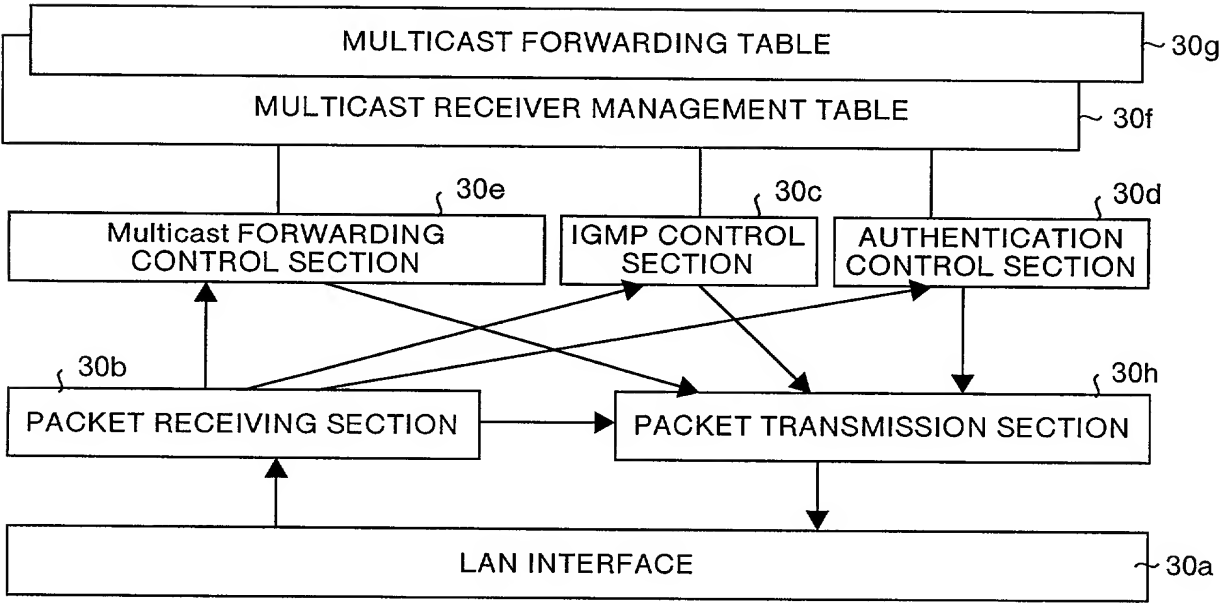 MULTICAST FORWARDING TABLE
30g
MULTICAST RECEIVER MANAGEMENT TABLE
30f
30e
30c
30d
Multicast FORWARDING
CONTROL SECTION
IGMP CONTROL
SECTION
AUTHENTICATION
CONTROL SECTION
30b
30h
PACKET RECEIVING SECTION
PACKET TRANSMISSION SECTION
LAN INTERFACE
30a